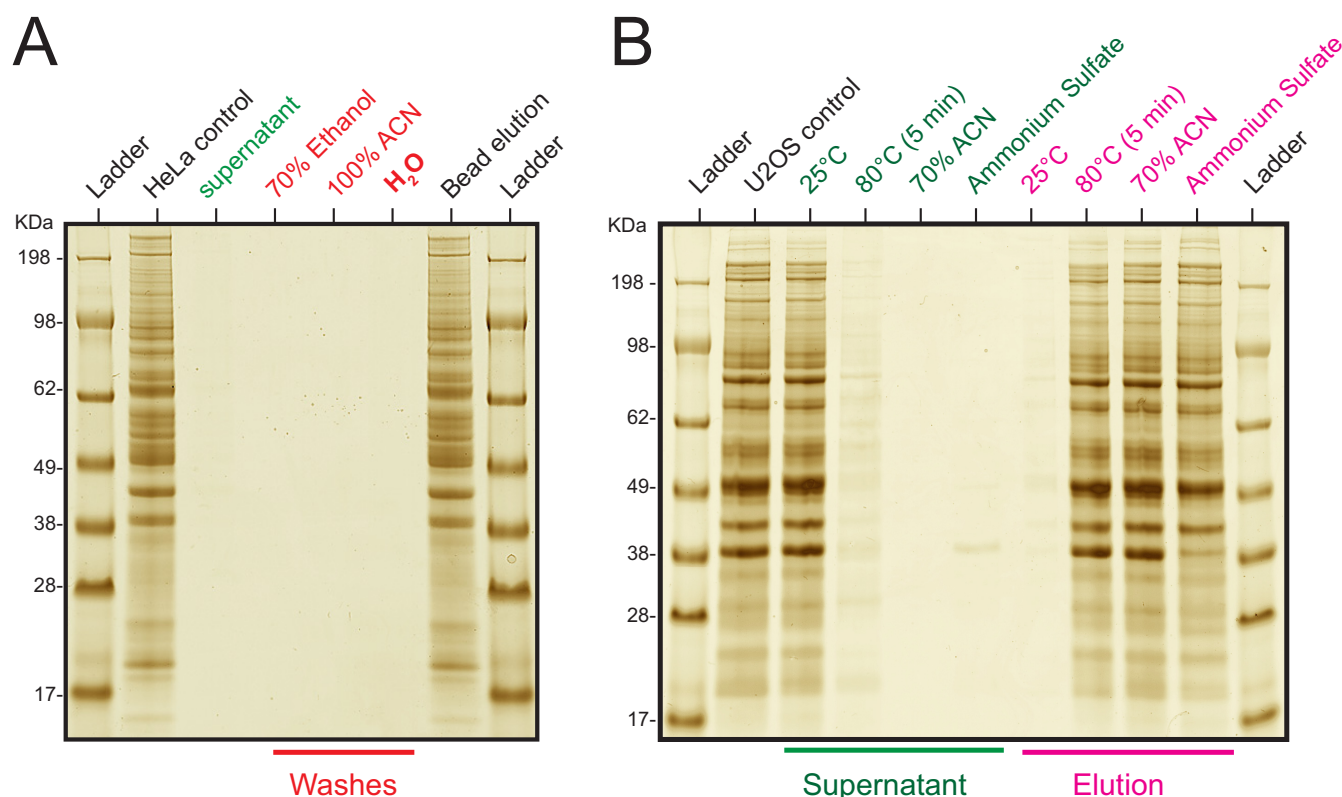 A
Ladder
HeLa control
supernatant
70% Ethanol
100% ACN
H₂O
Bead elution
Ladder
KDa
198 -
98-
62-
49-
38-
28-
17-
Washes
B
Ladder
U2OS control
25°C
80°C (5 min)
70% ACN
Ammonium Sulfate
25°C
80°C (5 min)
70% ACN
Ammonium Sulfate
Ladder
KDa
198 -
98-
62-
49-
38-
28-
17-
Supernatant
Elution